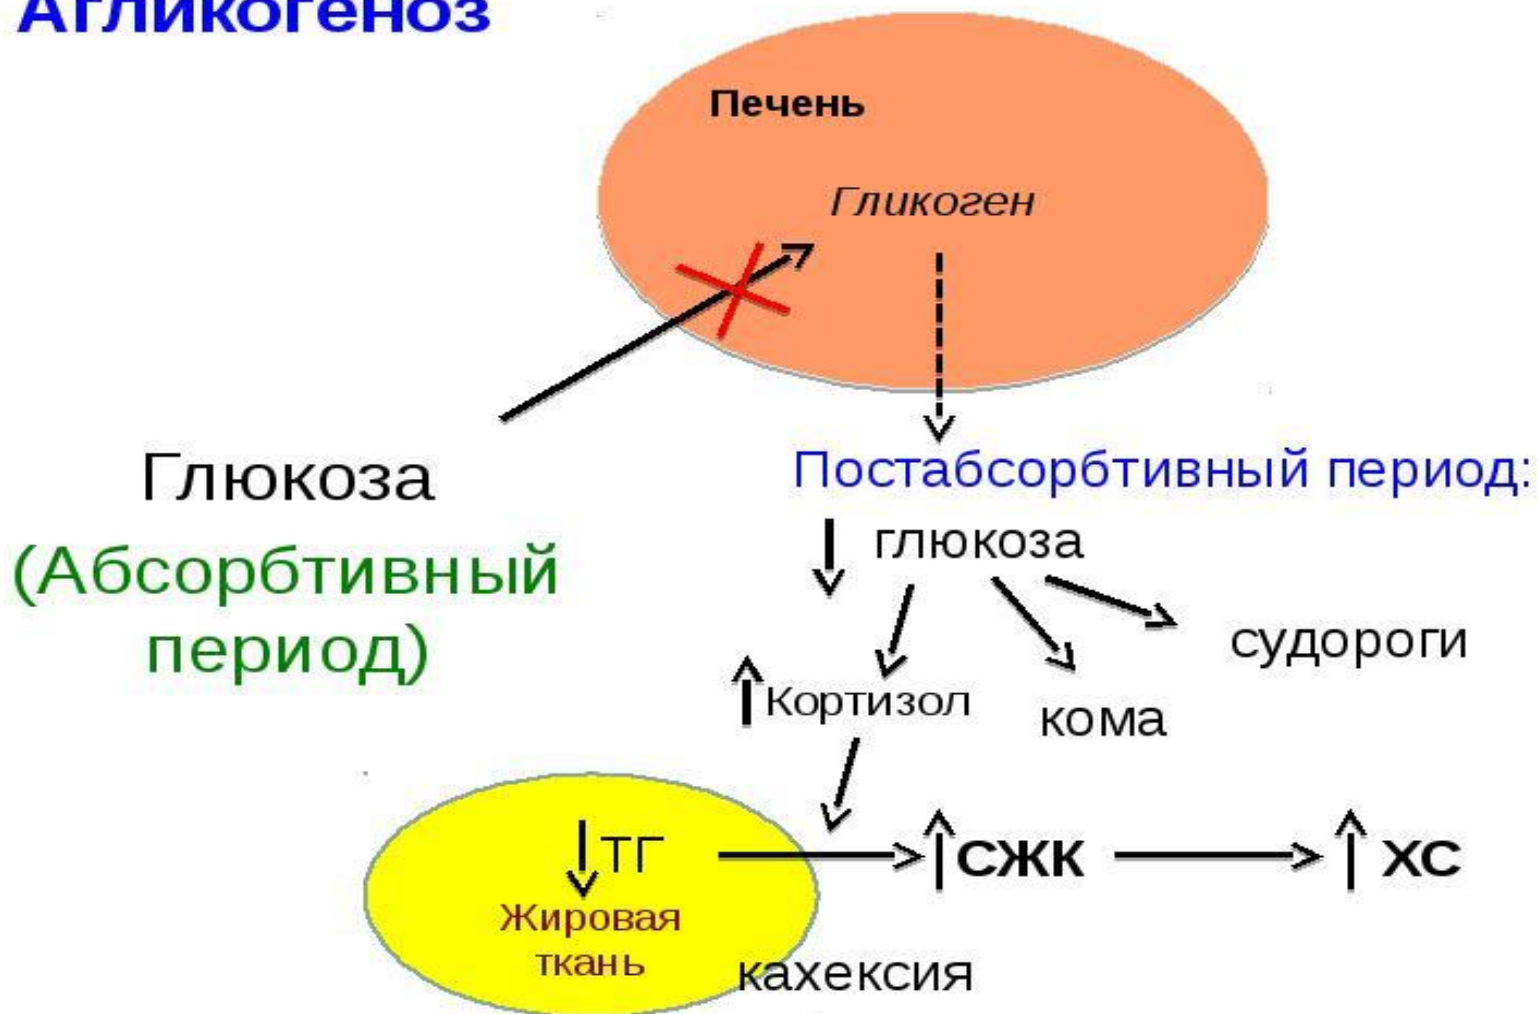 Агликогеноз
Печень
Гликоген
Глюкоза
(Абсорбтивный
период)
Постабсорбтивный период:
глюкоза
судороги
Кортизол
кома
ТГ
СЖК
ХС
Жировая
ткань
кахексия